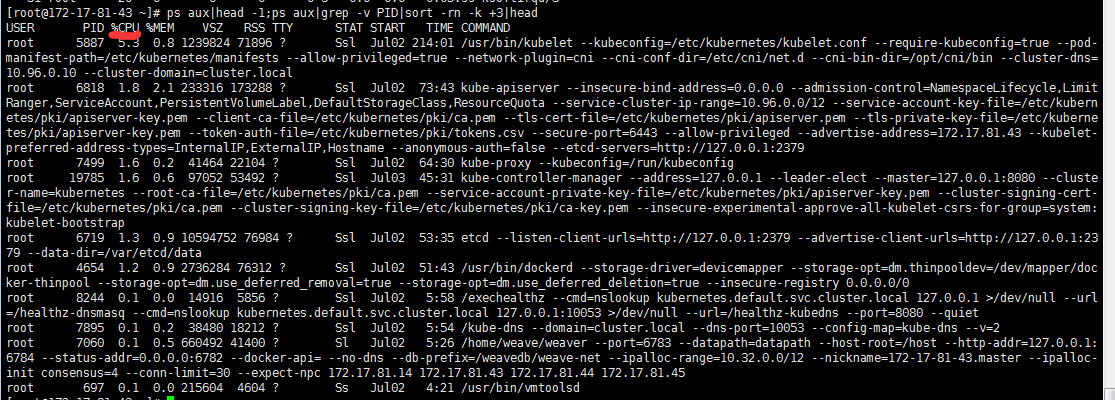 [root@172-17-81-43 ~]# ps aux|head -1;ps aux|grep -v PID|sort -rn -k +3|head
USER       PID %CPU %MEM    VSZ   RSS TTY      STAT START   TIME COMMAND
root      5887  5.3  0.8 1239824 71896 ?       Ssl  Jul02 214:01 /usr/bin/kubelet --kubeconfig=/etc/kubernetes/kubelet.conf --require-kubeconfig=true --pod-
manifest-path=/etc/kubernetes/manifests --allow-privileged=true --network-plugin=cni --cni-conf-dir=/etc/cni/net.d --cni-bin-dir=/opt/cni/bin --cluster-dns=
10.96.0.10 --cluster-domain=cluster.local
root      6818  1.8  2.1 233316 173288 ?       Ssl  Jul02  73:43 kube-apiserver --insecure-bind-address=0.0.0.0 --admission-control=NamespaceLifecycle,Limit
Ranger,ServiceAccount,PersistentVolumeLabel,DefaultStorageClass,ResourceQuota --service-cluster-ip-range=10.96.0.0/12 --service-account-key-file=/etc/kubern
etes/pki/apiserver-key.pem --client-ca-file=/etc/kubernetes/pki/ca.pem --tls-cert-file=/etc/kubernetes/pki/apiserver.pem --tls-private-key-file=/etc/kuberne
tes/pki/apiserver-key.pem --token-auth-file=/etc/kubernetes/pki/tokens.csv --secure-port=6443 --allow-privileged --advertise-address=172.17.81.43 --kubelet-
preferred-address-types=InternalIP,ExternalIP,Hostname --anonymous-auth=false --etcd-servers=http://127.0.0.1:2379
root      7499  1.6  0.2  41464 22104 ?        Ssl  Jul02  64:30 kube-proxy --kubeconfig=/run/kubeconfig
root     19785  1.6  0.6  97052 53492 ?        Ssl  Jul03  45:31 kube-controller-manager --address=127.0.0.1 --leader-elect --master=127.0.0.1:8080 --cluste
r-name=kubernetes --root-ca-file=/etc/kubernetes/pki/ca.pem --service-account-private-key-file=/etc/kubernetes/pki/apiserver-key.pem --cluster-signing-cert-
file=/etc/kubernetes/pki/ca.pem --cluster-signing-key-file=/etc/kubernetes/pki/ca-key.pem --insecure-experimental-approve-all-kubelet-csrs-for-group=system:
kubelet-bootstrap
root      6719  1.3  0.9 10594752 76984 ?      Ssl  Jul02  53:35 etcd --listen-client-urls=http://127.0.0.1:2379 --advertise-client-urls=http://127.0.0.1:23
79 --data-dir=/var/etcd/data
root      4654  1.2  0.9 2736284 76312 ?       Ssl  Jul02  51:43 /usr/bin/dockerd --storage-driver=devicemapper --storage-opt=dm.thinpooldev=/dev/mapper/doc
ker-thinpool --storage-opt=dm.use_deferred_removal=true --storage-opt=dm.use_deferred_deletion=true --insecure-registry 0.0.0.0/0
root      8244  0.1  0.0  14916  5856 ?        Ssl  Jul02   5:58 /exechealthz --cmd=nslookup kubernetes.default.svc.cluster.local 127.0.0.1 >/dev/null --url
=/healthz-dnsmasq --cmd=nslookup kubernetes.default.svc.cluster.local 127.0.0.1:10053 >/dev/null --url=/healthz-kubedns --port=8080 --quiet
root      7895  0.1  0.2  38480 18212 ?        Ssl  Jul02   5:54 /kube-dns --domain=cluster.local --dns-port=10053 --config-map=kube-dns --v=2
root      7060  0.1  0.5 660492 41400 ?        Sl   Jul02   5:26 /home/weave/weaver --port=6783 --datapath=datapath --host-root=/host --http-addr=127.0.0.1:
6784 --status-addr=0.0.0.0:6782 --docker-api= --no-dns --db-prefix=/weavedb/weave-net --ipalloc-range=10.32.0.0/12 --nickname=172-17-81-43.master --ipalloc-
init consensus=4 --conn-limit=30 --expect-npc 172.17.81.14 172.17.81.43 172.17.81.44 172.17.81.45
root       697  0.1  0.0 215604  4604 ?        Ss   Jul02   4:21 /usr/bin/vmtoolsd
[root@172-17-81-43 ~]#